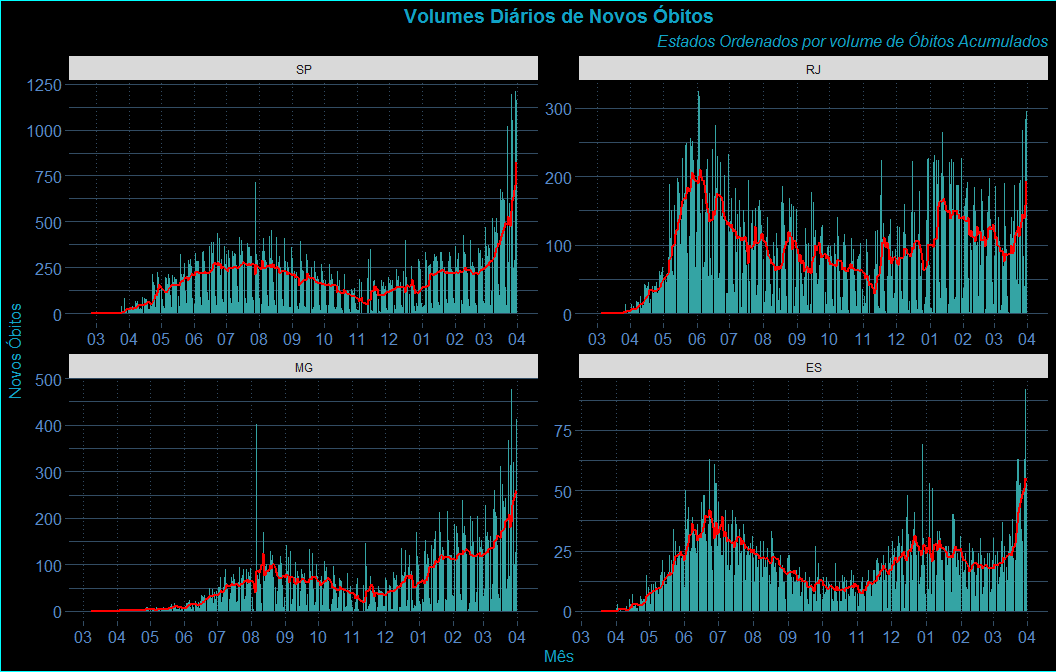 Volumes Diários de Novos Óbitos
Estados Ordenados por volume de Óbitos Acumulados
SP
1250
1000
750
500
250
0
03 04 05 06 07 08 09 10 11 12 01 02 03 04
RJ
300
200
100
0
03 04 05 06 07 08 09 10 11 12 01 02 03 04
Novos Óbitos
MG
500
400
300
200
100
0
03 04 05 06 07 08 09 10 11 12 01 02 03 04
ES
75
50
25
0
03 04 05 06 07 08 09 10 11 12 01 02 03 04
Mês